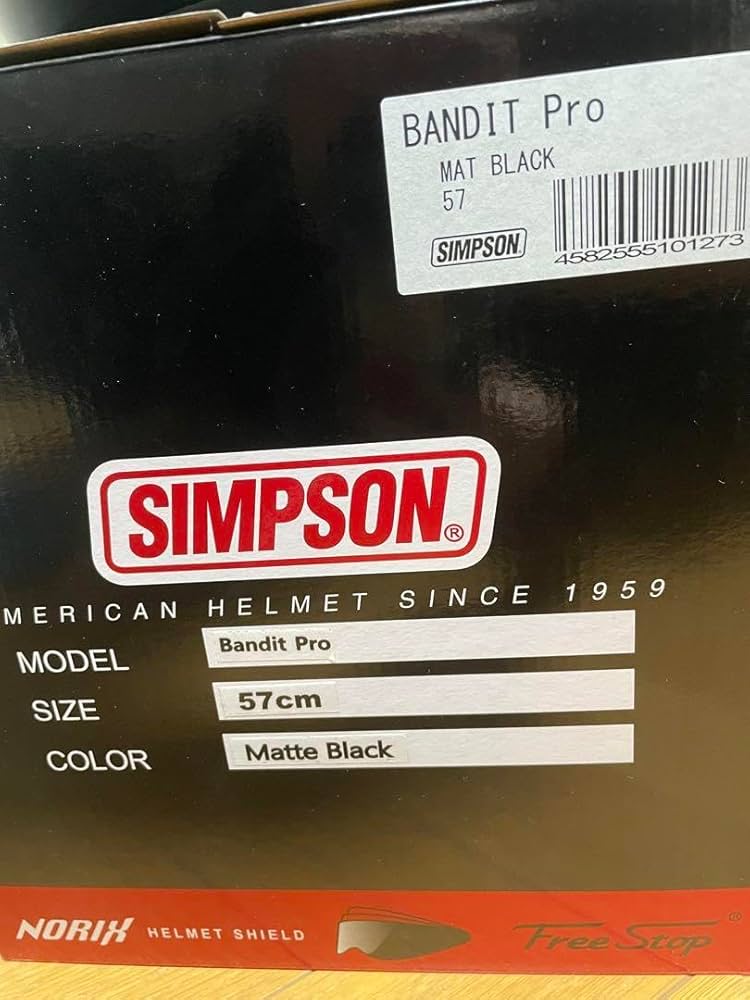 BANDIT Pro
MAT BLACK
57
SIMPSON
4582555101273
SIMPSON®
MERICAN HELMET SINCE 1959
MODEL Bandit Pro
SIZE 57cm
COLOR Matte Black
NORIX HELMET SHIELD Free Stop ®